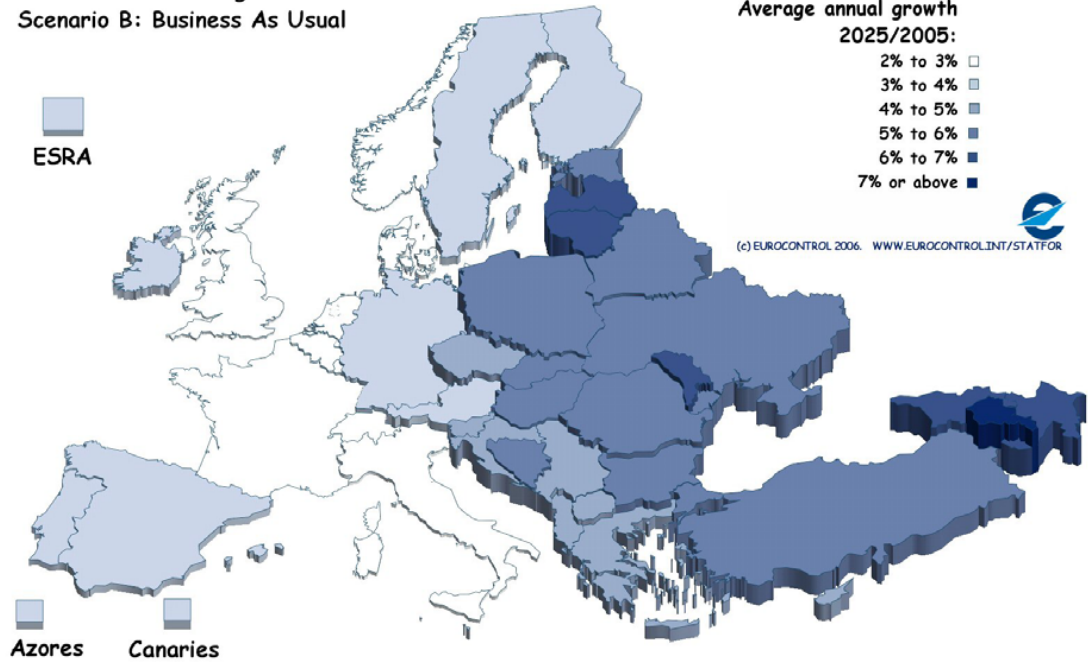 Scenario B: Business As Usual
Average annual growth
2025/2005:
2% to 3%
3% to 4%
4% to 5%
5% to 6%
6% to 7%
7% or above
(c) EUROCONTROL 2006. WWW.EUROCONTROL.INT/STATFOR
ESRA
Azores
Canaries